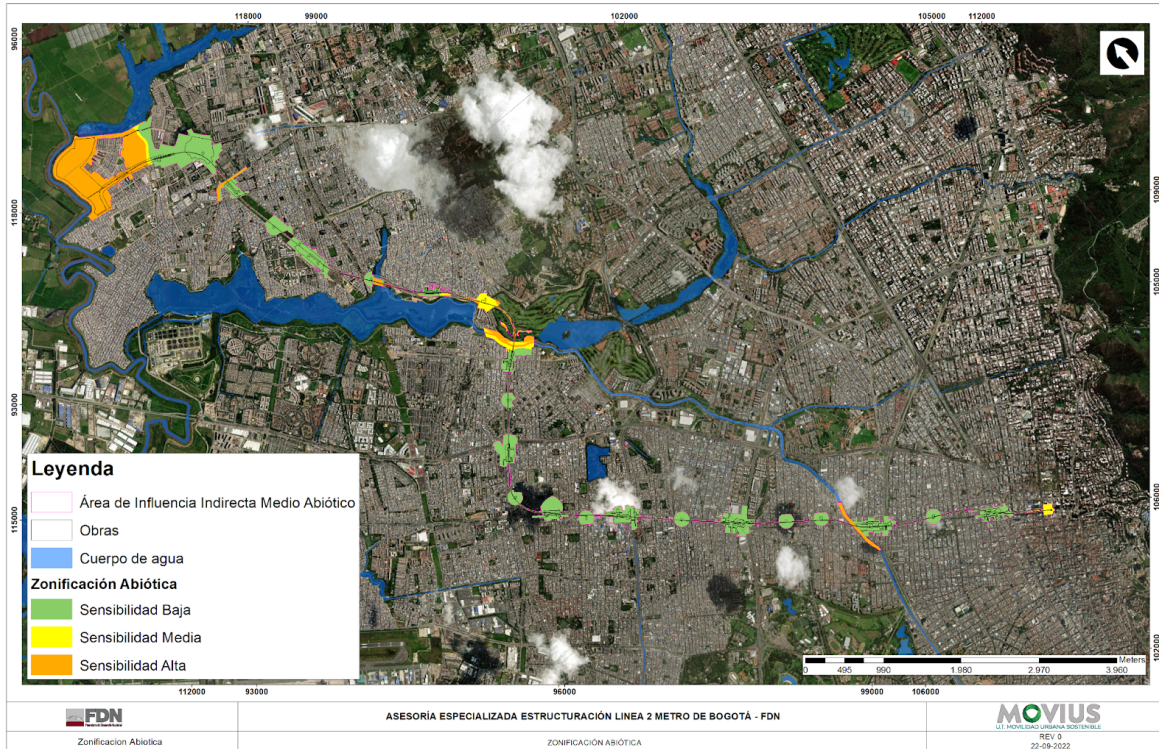 118000
99000
102000
105000
112000
96000
118000
93000
115000
109000
105000
106000
102000
Leyenda
Área de Influencia Indirecta Medio Abiótico
Obras
Cuerpo de agua
Zonificación Abiótica
Sensibilidad Baja
Sensibilidad Media
Sensibilidad Alta
Meters
0 495 990 1.980 2.970 3.960
112000
93000
96000
99000
106000
FDN
ASESORÍA ESPECIALIZADA ESTRUCTURACIÓN LINEA 2 METRO DE BOGOTÁ - FDN
MOVIUS
U.T. MOVILIDAD URBANA SOSTENIBLE
Zonificacion Abiotica
ZONIFICACIÓN ABIÓTICA
REV 0
22-09-2022